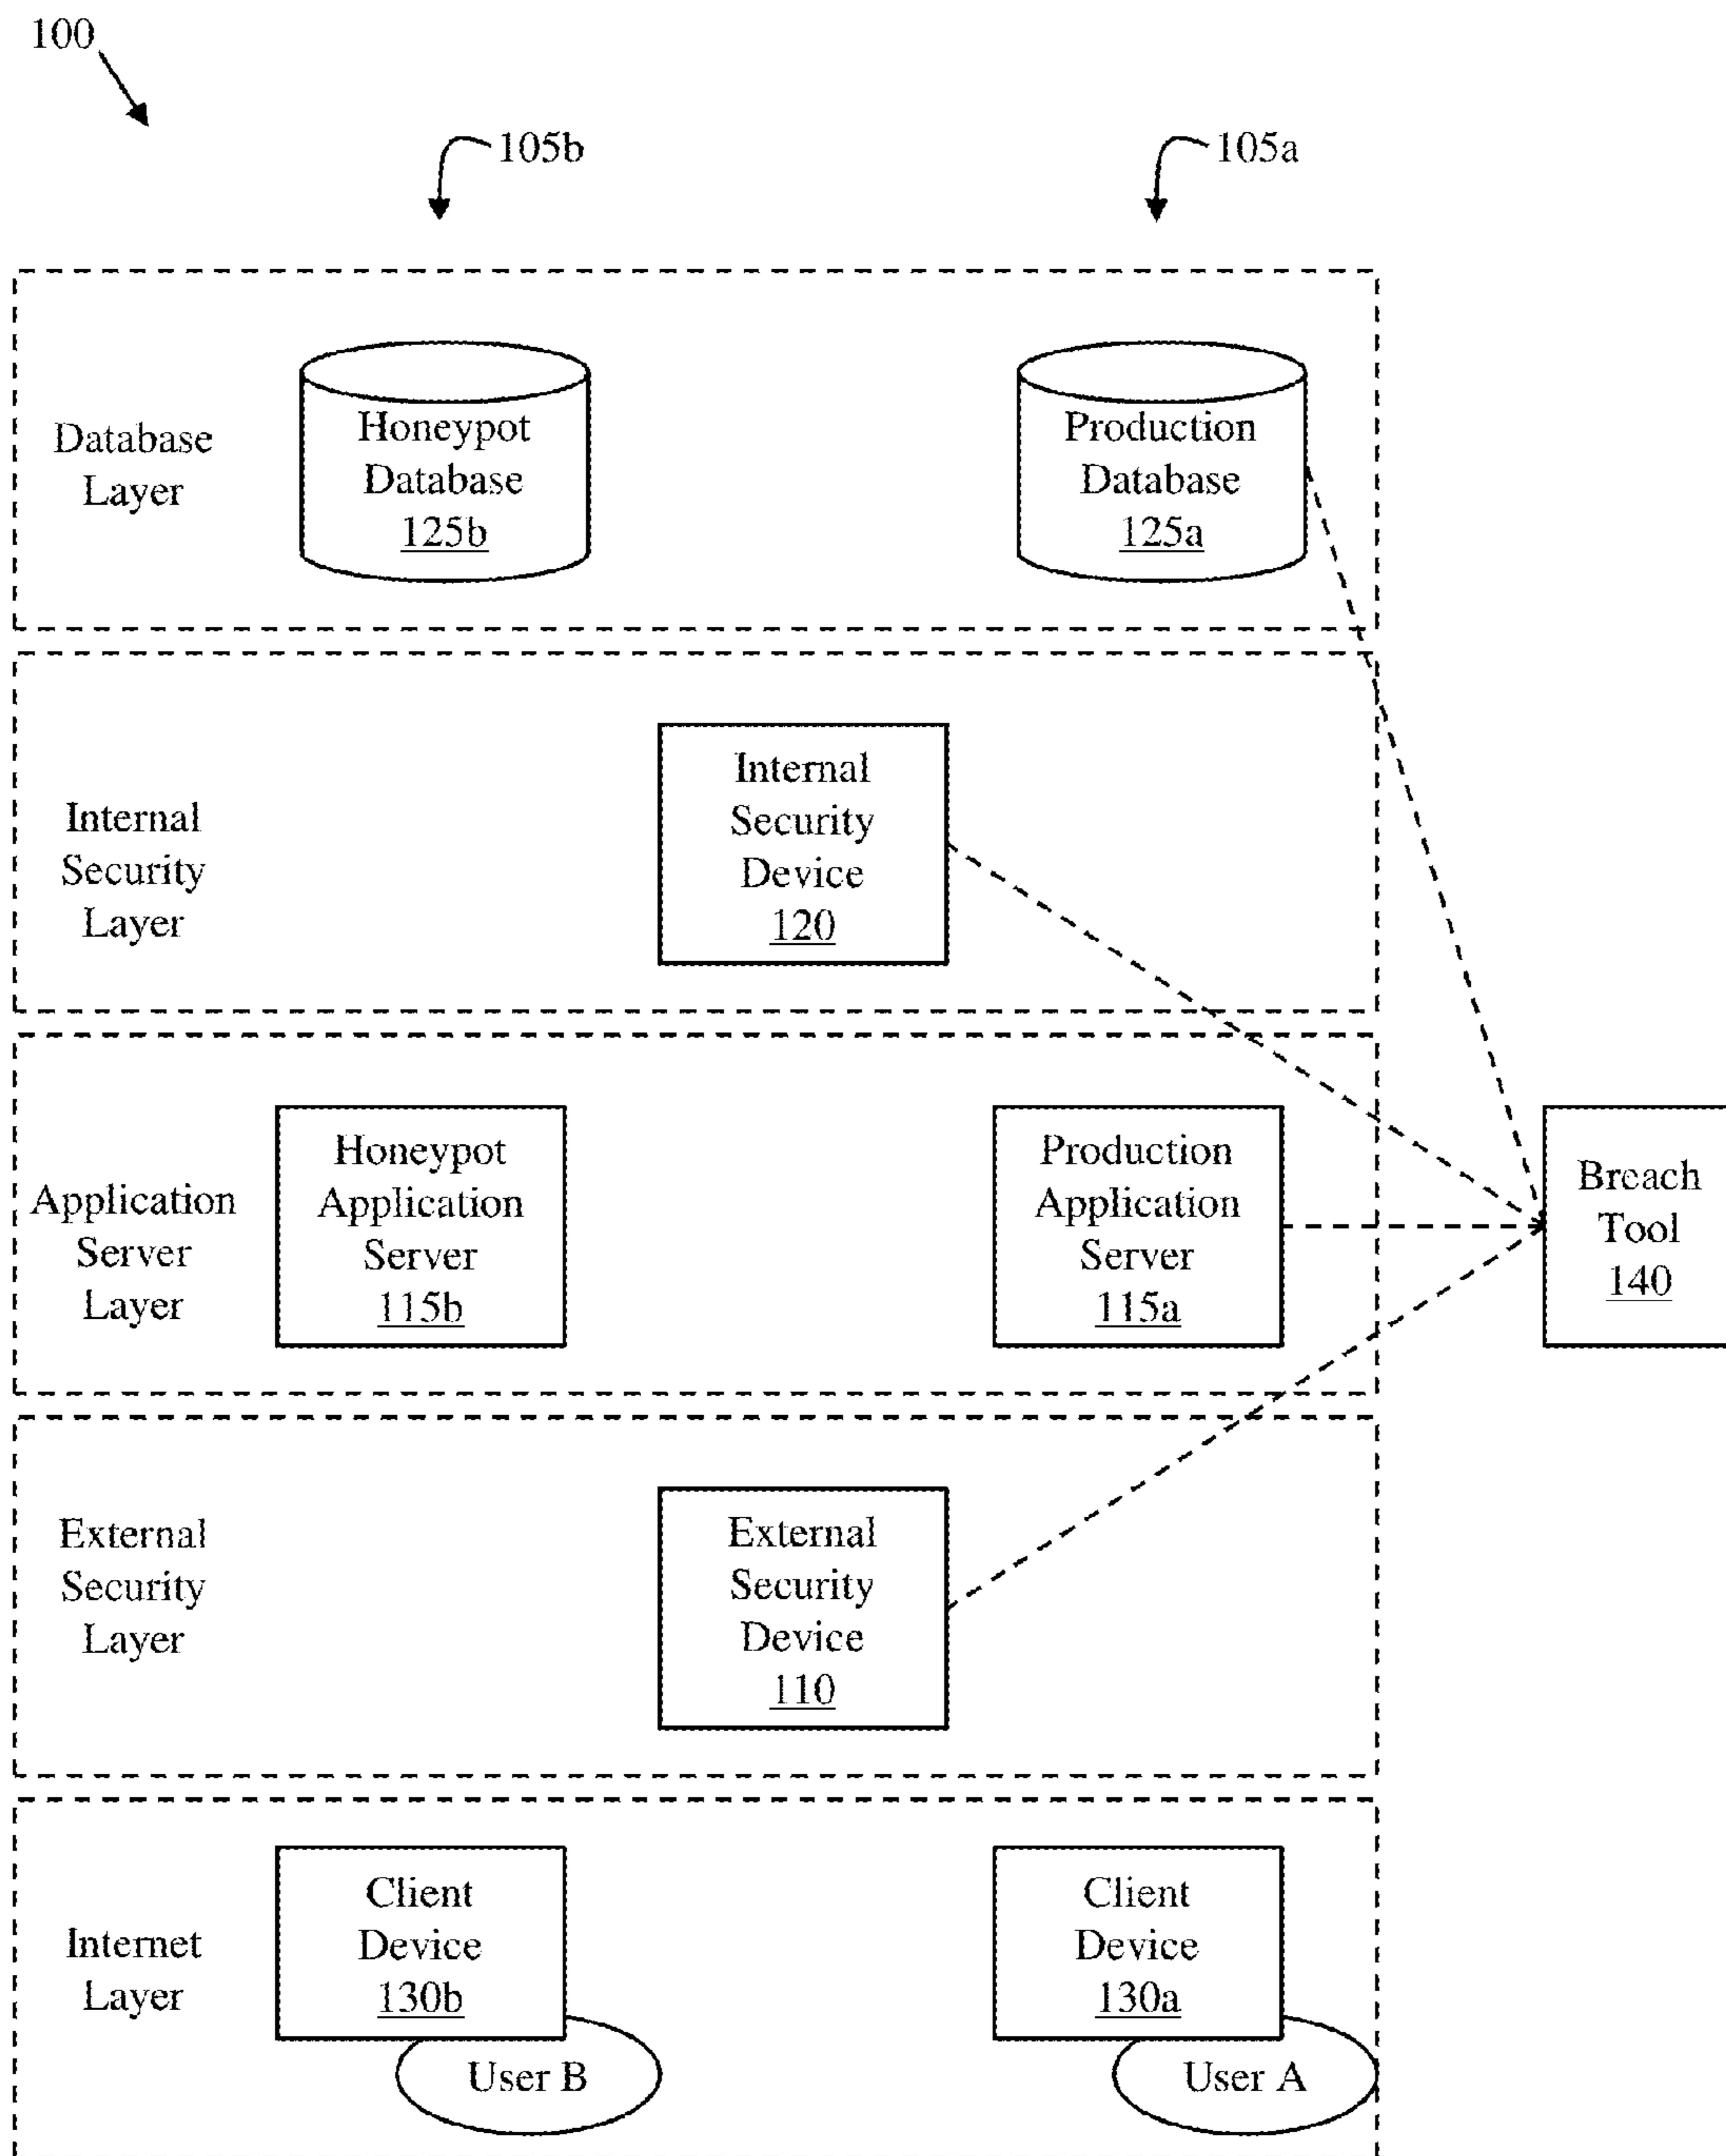 100
105b
105a
Database
Layer
Honeypot
Database
125b
Production
Database
125a
Internal
Security
Layer
Internal
Security
Device
120
Application
Server
Layer
Honeypot
Application
Server
115b
Production
Application
Server
115a
Breach
Tool
140
External
Security
Layer
External
Security
Device
110
Internet
Layer
Client
Device
130b
User B
Client
Device
130a
User A